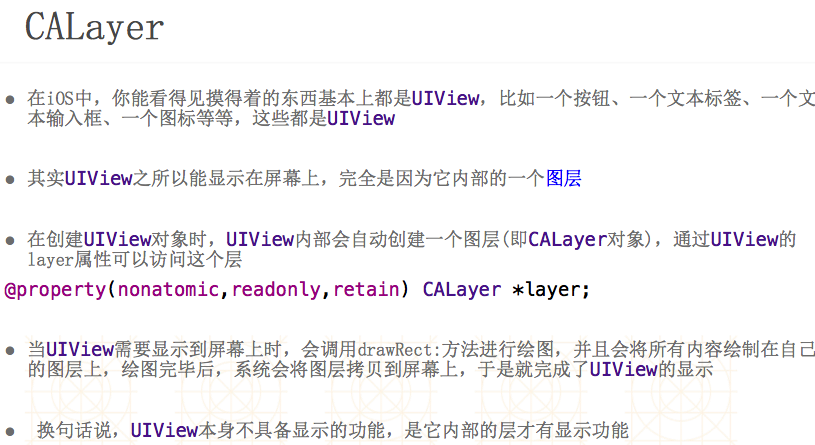 CALayer
● 在iOS中，你能看得见摸得着的东西基本上都是UIView，比如一个按钮、一个文本标签、一个文
本输入框、一个图标等等，这些都是UIView
● 其实UIView之所以能显示在屏幕上，完全是因为它内部的一个图层
● 在创建UIView对象时，UIView内部会自动创建一个图层(即CALayer对象)，通过UIView的
layer属性可以访问这个层
@property(nonatomic,readonly,retain) CALayer *layer;
● 当UIView需要显示到屏幕上时，会调用drawRect:方法进行绘图，并且会将所有内容绘制在自己
的图层上，绘图完毕后，系统会将图层拷贝到屏幕上，于是就完成了UIView的显示
● 换句话说，UIView本身不具备显示的功能，是它内部的层才有显示功能